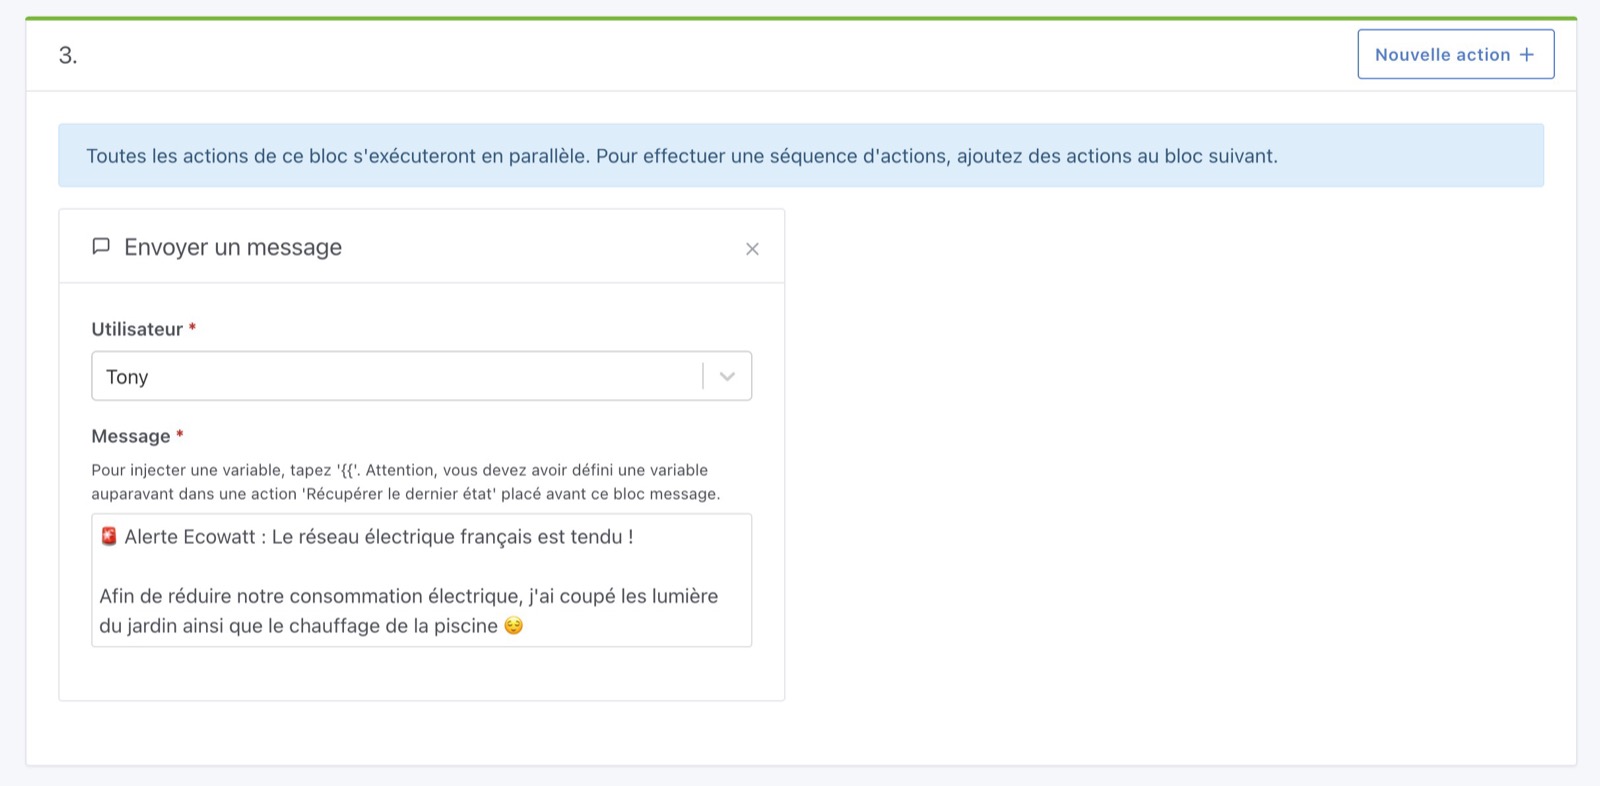 3.
Nouvelle action +
Toutes les actions de ce bloc s'exécuteront en parallèle. Pour effectuer une séquence d'actions, ajoutez des actions au bloc suivant.
Envoyer un message
Utilisateur *
Tony
Message *
Pour injecter une variable, tapez '{{'. Attention, vous devez avoir défini une variable
auparavant dans une action 'Récupérer le dernier état' placé avant ce bloc message.
🚨 Alerte Ecowatt : Le réseau électrique français est tendu !
Afin de réduire notre consommation électrique, j'ai coupé les lumière
du jardin ainsi que le chauffage de la piscine 😌